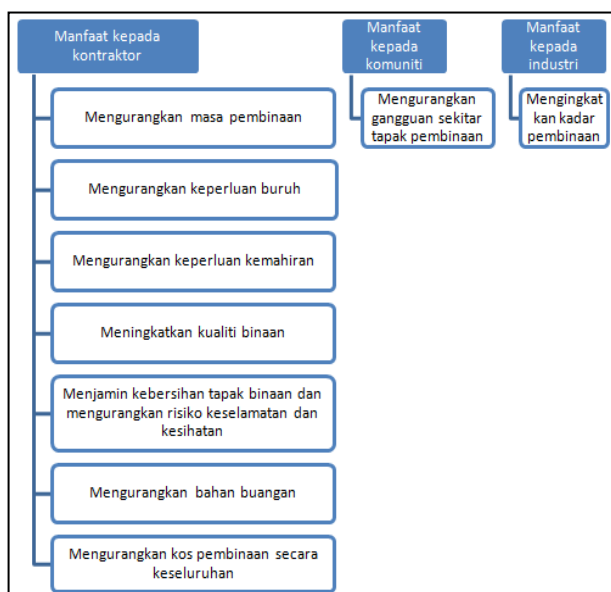 Manfaat kepada
kontraktor
Mengurangkan masa pembinaan
Mengurangkan keperluan buruh
Mengurangkan keperluan kemahiran
Meningkatkan kualiti binaan
Menjamin kebersihan tapak binaan dan
mengurangkan risiko keselamatan dan
kesihatan
Mengurangkan bahan buangan
Mengurangkan kos pembinaan secara
keseluruhan
Manfaat
kepada
komuniti
Mengurangkan
gangguan sekitar
tapak pembinaan
Manfaat
kepada
industri
Mengingkat
kan kadar
pembinaan